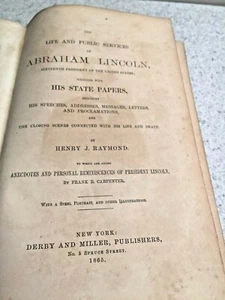 THE
LIFE AND PUBLIC SERVICES
OF
ABRAHAM LINCOLN,
SIXTEENTH PRESIDENT OF THE UNITED STATES;
TOGETHER WITH
HIS STATE PAPERS,
INCLUDING
HIS SPEECHES, ADDRESSES, MESSAGES, LETTERS,
AND PROCLAMATIONS,
AND
THE CLOSING SCENES CONNECTED WITH HIS LIFE AND DEATH.
BY
HENRY J. RAYMOND.
TO WHICH ARE ADDED
ANECDOTES AND PERSONAL REMINISCENCES OF PRESIDENT LINCOLN,
BY FRANK B. CARPENTER.
WITH A STEEL PORTRAIT, AND OTHER ILLUSTRATIONS.
NEW YORK:
DERBY AND MILLER, PUBLISHERS,
No. 5 SPRUCE STREET.
1865.